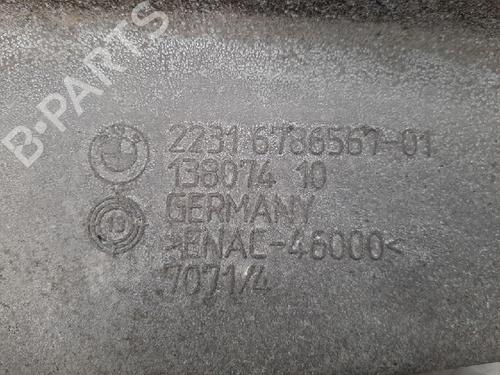 B-PARTS
2231 6786567-01
138074 10
GERMANY
>ENAC-46000<
7071/4